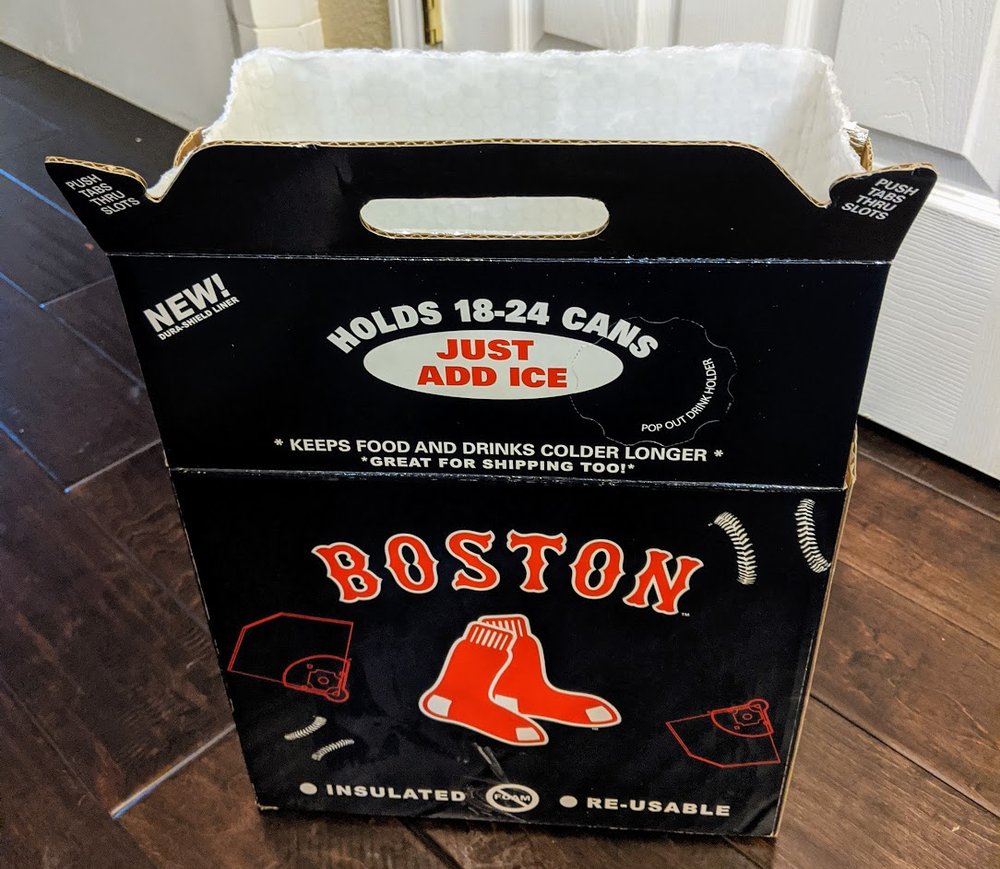 PUSH
TABS
THRU
SLOTS
PUSH
TABS
THRU
SLOTS
NEW!
DURA-SHIELD LINER
HOLDS 18-24 CANS
JUST
ADD ICE
POP OUT DRINK HOLDER
* KEEPS FOOD AND DRINKS COLDER LONGER *
*GREAT FOR SHIPPING TOO!*
BOSTON™
● INSULATED FOAM ● RE-USABLE